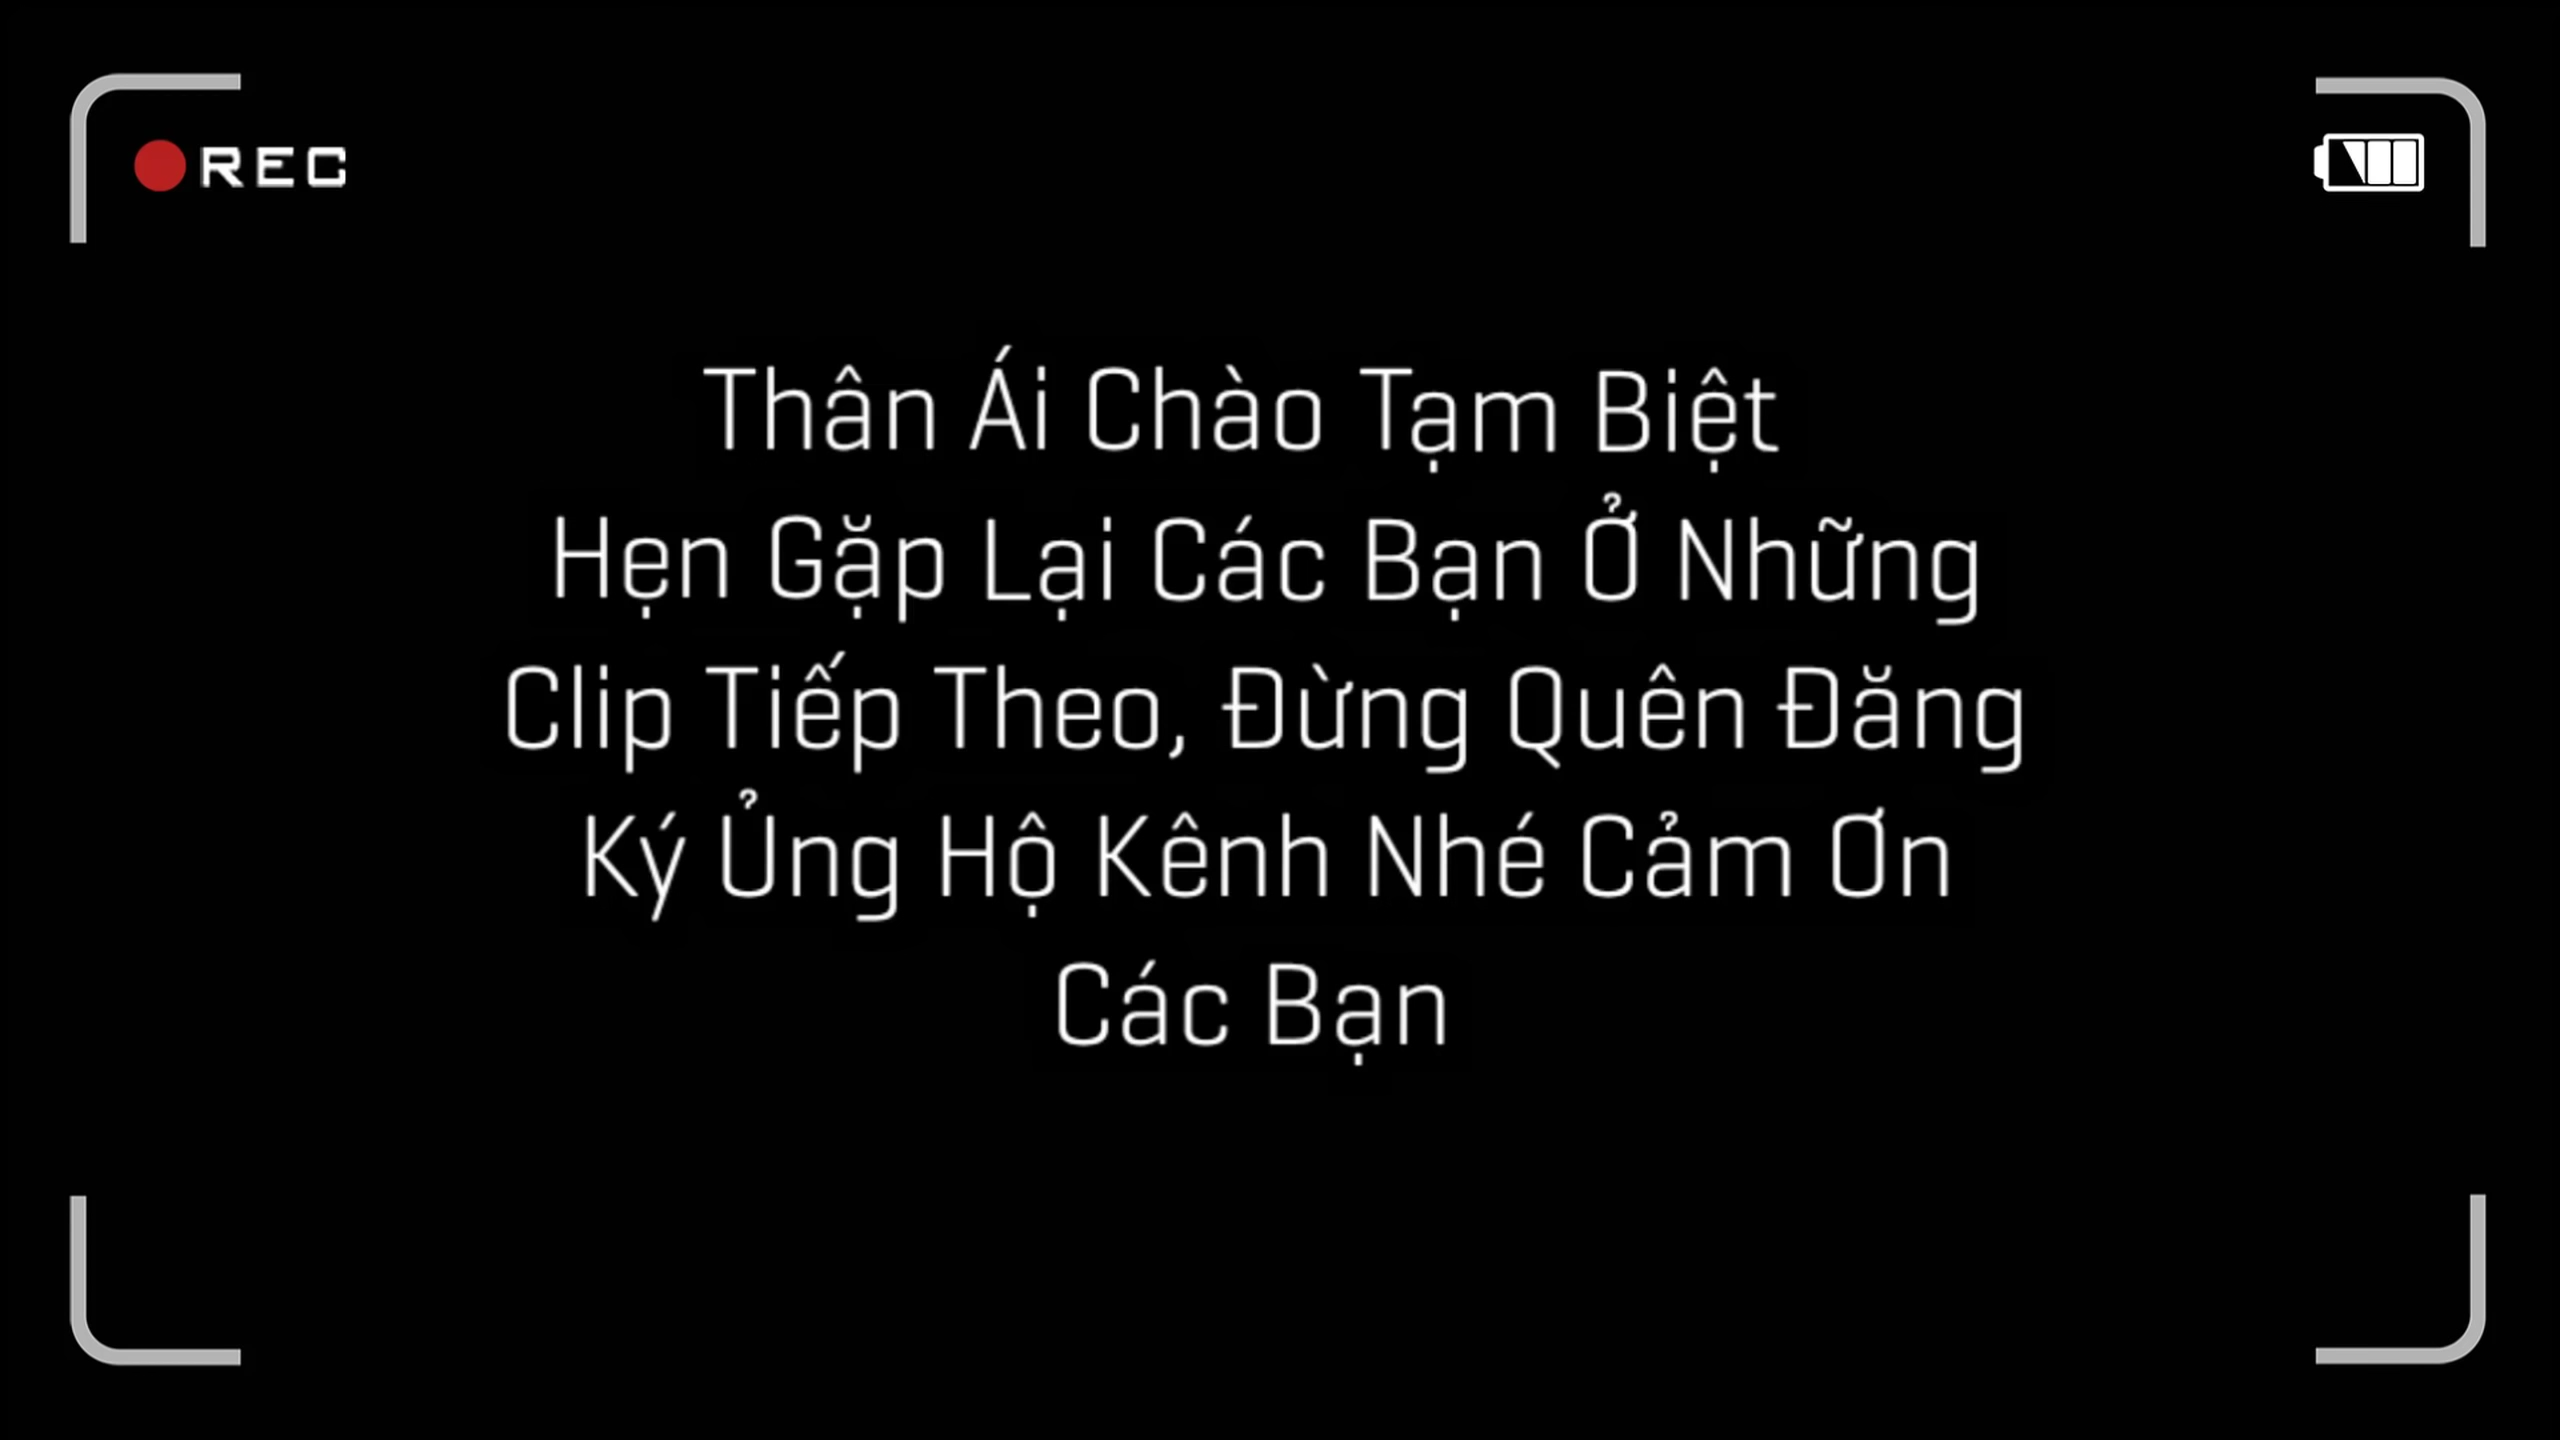 REC
Thân Ái Chào Tạm Biệt
Hẹn Gặp Lại Các Bạn Ở Những
Clip Tiếp Theo, Đừng Quên Đăng
Ký Ủng Hộ Kênh Nhé Cảm Ơn
Các Bạn